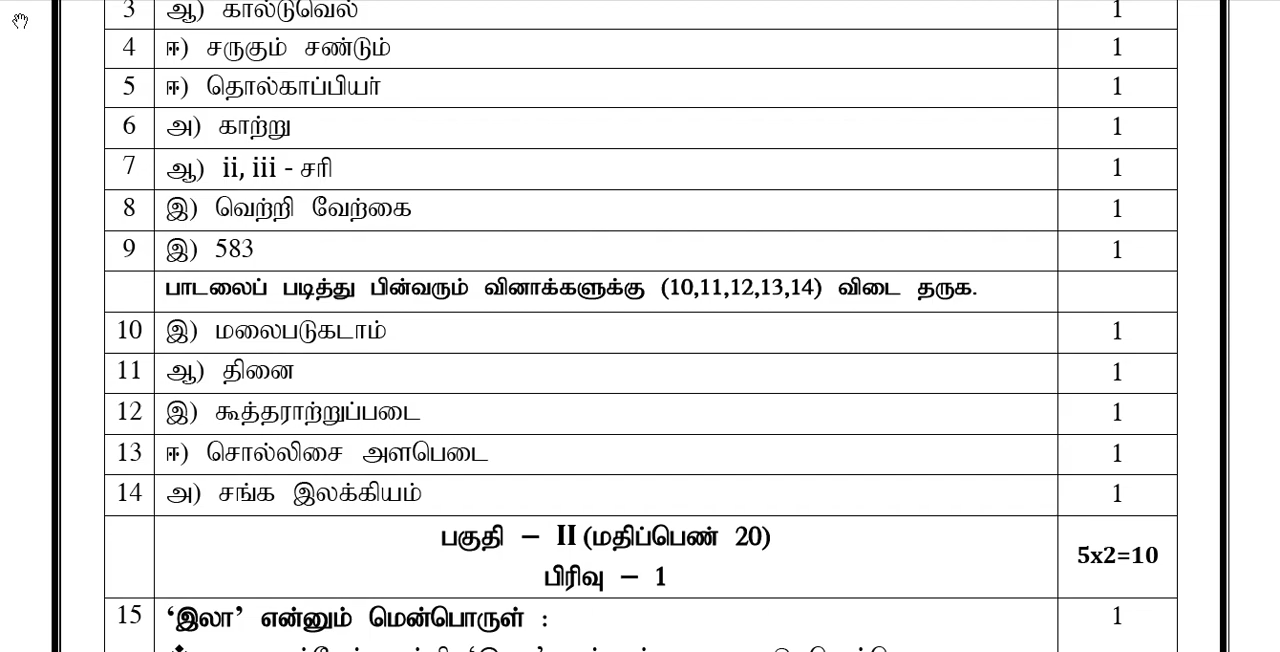 3 ஆ) கால்டுவெல் 1
4 ஈ) சருகும் சண்டும் 1
5 ஈ) தொல்காப்பியர் 1
6 அ) காற்று 1
7 ஆ) ii, iii - சரி 1
8 இ) வெற்றி வேற்கை 1
9 இ) 583 1
பாடலைப் படித்து பின்வரும் வினாக்களுக்கு (10,11,12,13,14) விடை தருக.
10 இ) மலைபடுகடாம் 1
11 ஆ) தினை 1
12 இ) கூத்தராற்றுப்படை 1
13 ஈ) சொல்லிசை அளபெடை 1
14 அ) சங்க இலக்கியம் 1
பகுதி – II (மதிப்பெண் 20)
பிரிவு – 1 5x2=10
15 ‘இலா’ என்னும் மென்பொருள் : 1